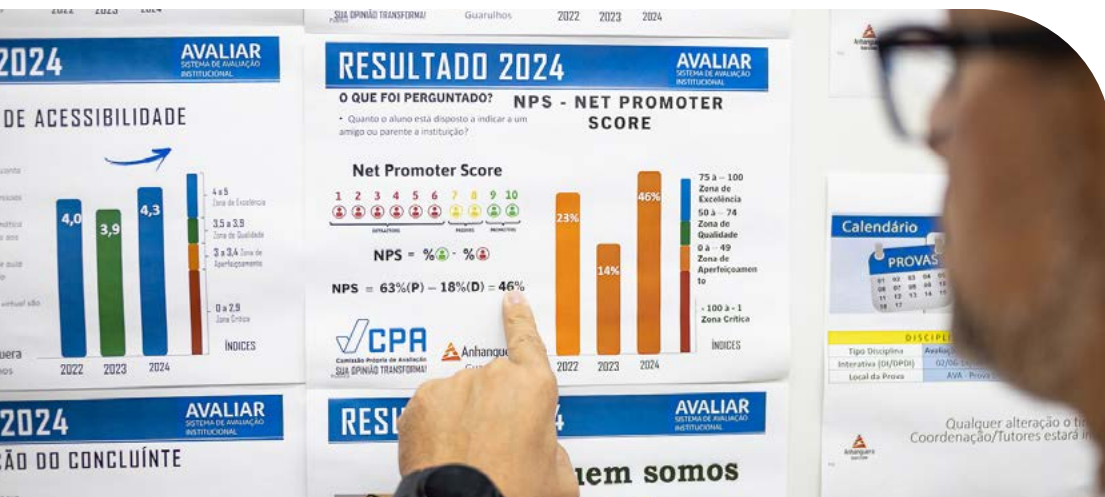 SUA OPINIÃO TRANSFORMA!
Guarulhos
2022 2023 2024
2024
AVALIAR
SISTEMA DE AVALIAÇÃO
INSTITUCIONAL
DE ACESSIBILIDADE
4,0
3,9
4,3
4 a 5
Zona de Excelência
3,5 a 3,9
Zona de Qualidade
3 a 3,4 Zona de
Aperfeiçoamento
0 a 2,9
Zona Crítica
ÍNDICES
2022 2023 2024
RESULTADO 2024
AVALIAR
SISTEMA DE AVALIAÇÃO
INSTITUCIONAL
O QUE FOI PERGUNTADO?
• Quanto o aluno está disposto a indicar a um
amigo ou parente a instituição?
NPS - NET PROMOTER
SCORE
Net Promoter Score
1 2 3 4 5 6 7 8 9 10
NPS = % - %
NPS = 63%(P) – 18%(D) = 46%
CPA
Comissão Própria de Avaliação
SUA OPINIÃO TRANSFORMA!
23%
14%
46%
2022 2023 2024
75 à – 100
Zona de
Excelência
50 à – 74
Zona de
Qualidade
0 à – 49
Zona de
Aperfeiçoamen
to
- 100 à - 1
Zona Crítica
ÍNDICES
Calendário
PROVAS
Tipo Disciplina
Interativa (DI/DPDI)
Local da Prova
Qualquer alteração o
Coordenação/Tutores estará
Anhanguera
2024
AVALIAR
SISTEMA DE AVALIAÇÃO
INSTITUCIONAL
DO CONCLUÍNTE
AVALIAR
SISTEMA DE AVALIAÇÃO
INSTITUCIONAL
somos